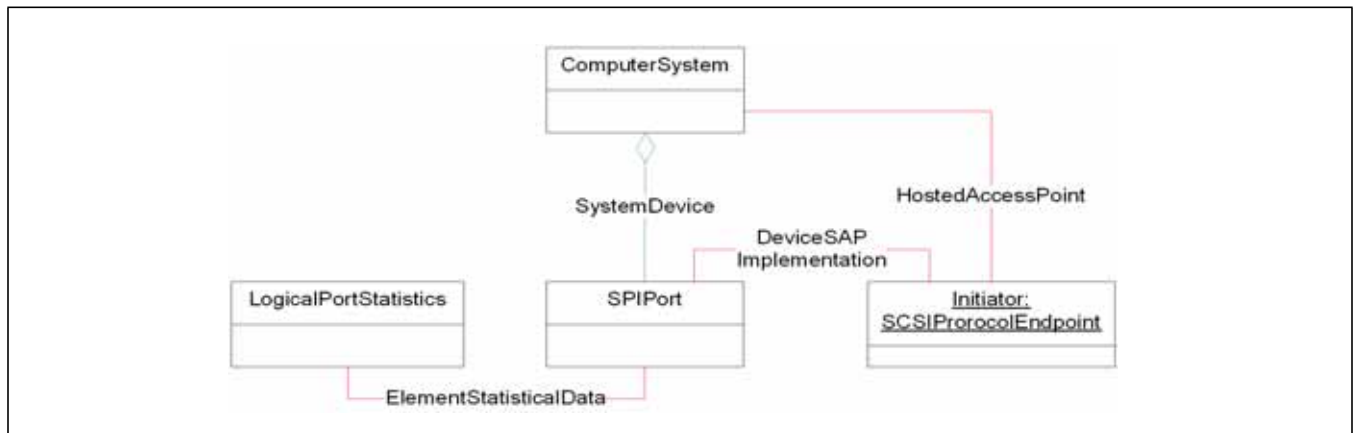 ComputerSystem
SystemDevice
HostedAccessPoint
DeviceSAP
Implementation
LogicalPortStatistics
SPIPort
Initiator:
SCSIProrocolEndpoint
ElementStatisticalData